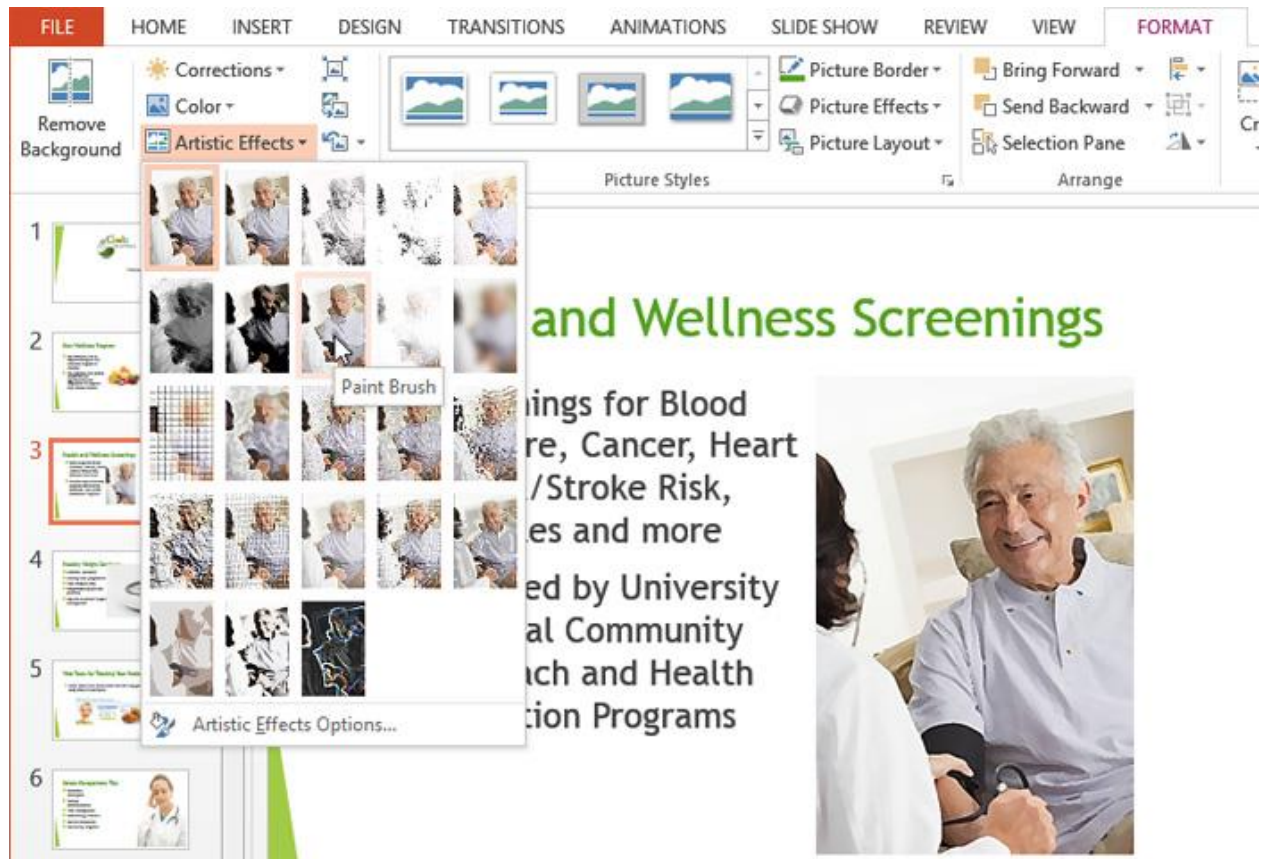 FILE HOME INSERT DESIGN TRANSITIONS ANIMATIONS SLIDE SHOW REVIEW VIEW FORMAT
Remove
Background
Corrections
Color
Artistic Effects
Picture Border
Picture Effects
Picture Layout
Picture Styles
Bring Forward
Send Backward
Selection Pane
Arrange
Cr
Paint Brush
Artistic Effects Options...
1
2
3
4
5
6
and Wellness Screenings
ings for Blood
re, Cancer, Heart
/Stroke Risk,
es and more
ed by University
al Community
ach and Health
tion Programs